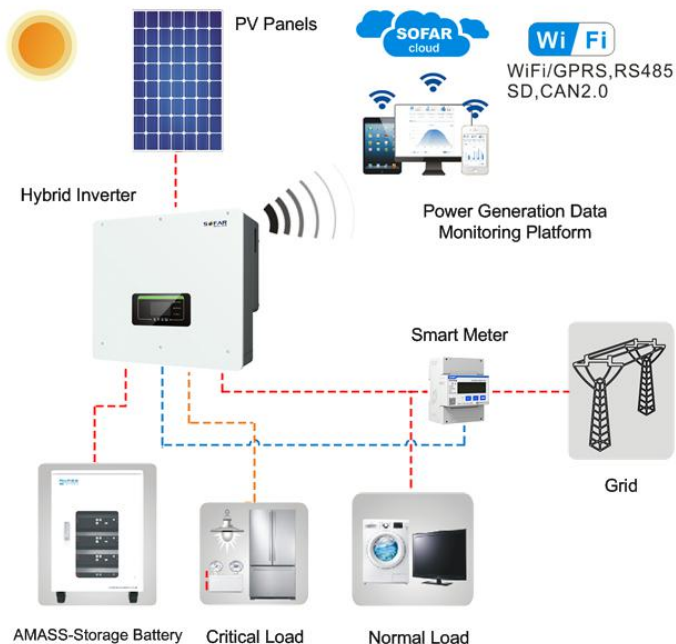 PV Panels
SOFAR
cloud
Wi Fi
WiFi/GPRS,RS485
SD,CAN2.0
Hybrid Inverter
SOFAR
Power Generation Data
Monitoring Platform
Smart Meter
Grid
AMASS-Storage Battery
Critical Load
Normal Load